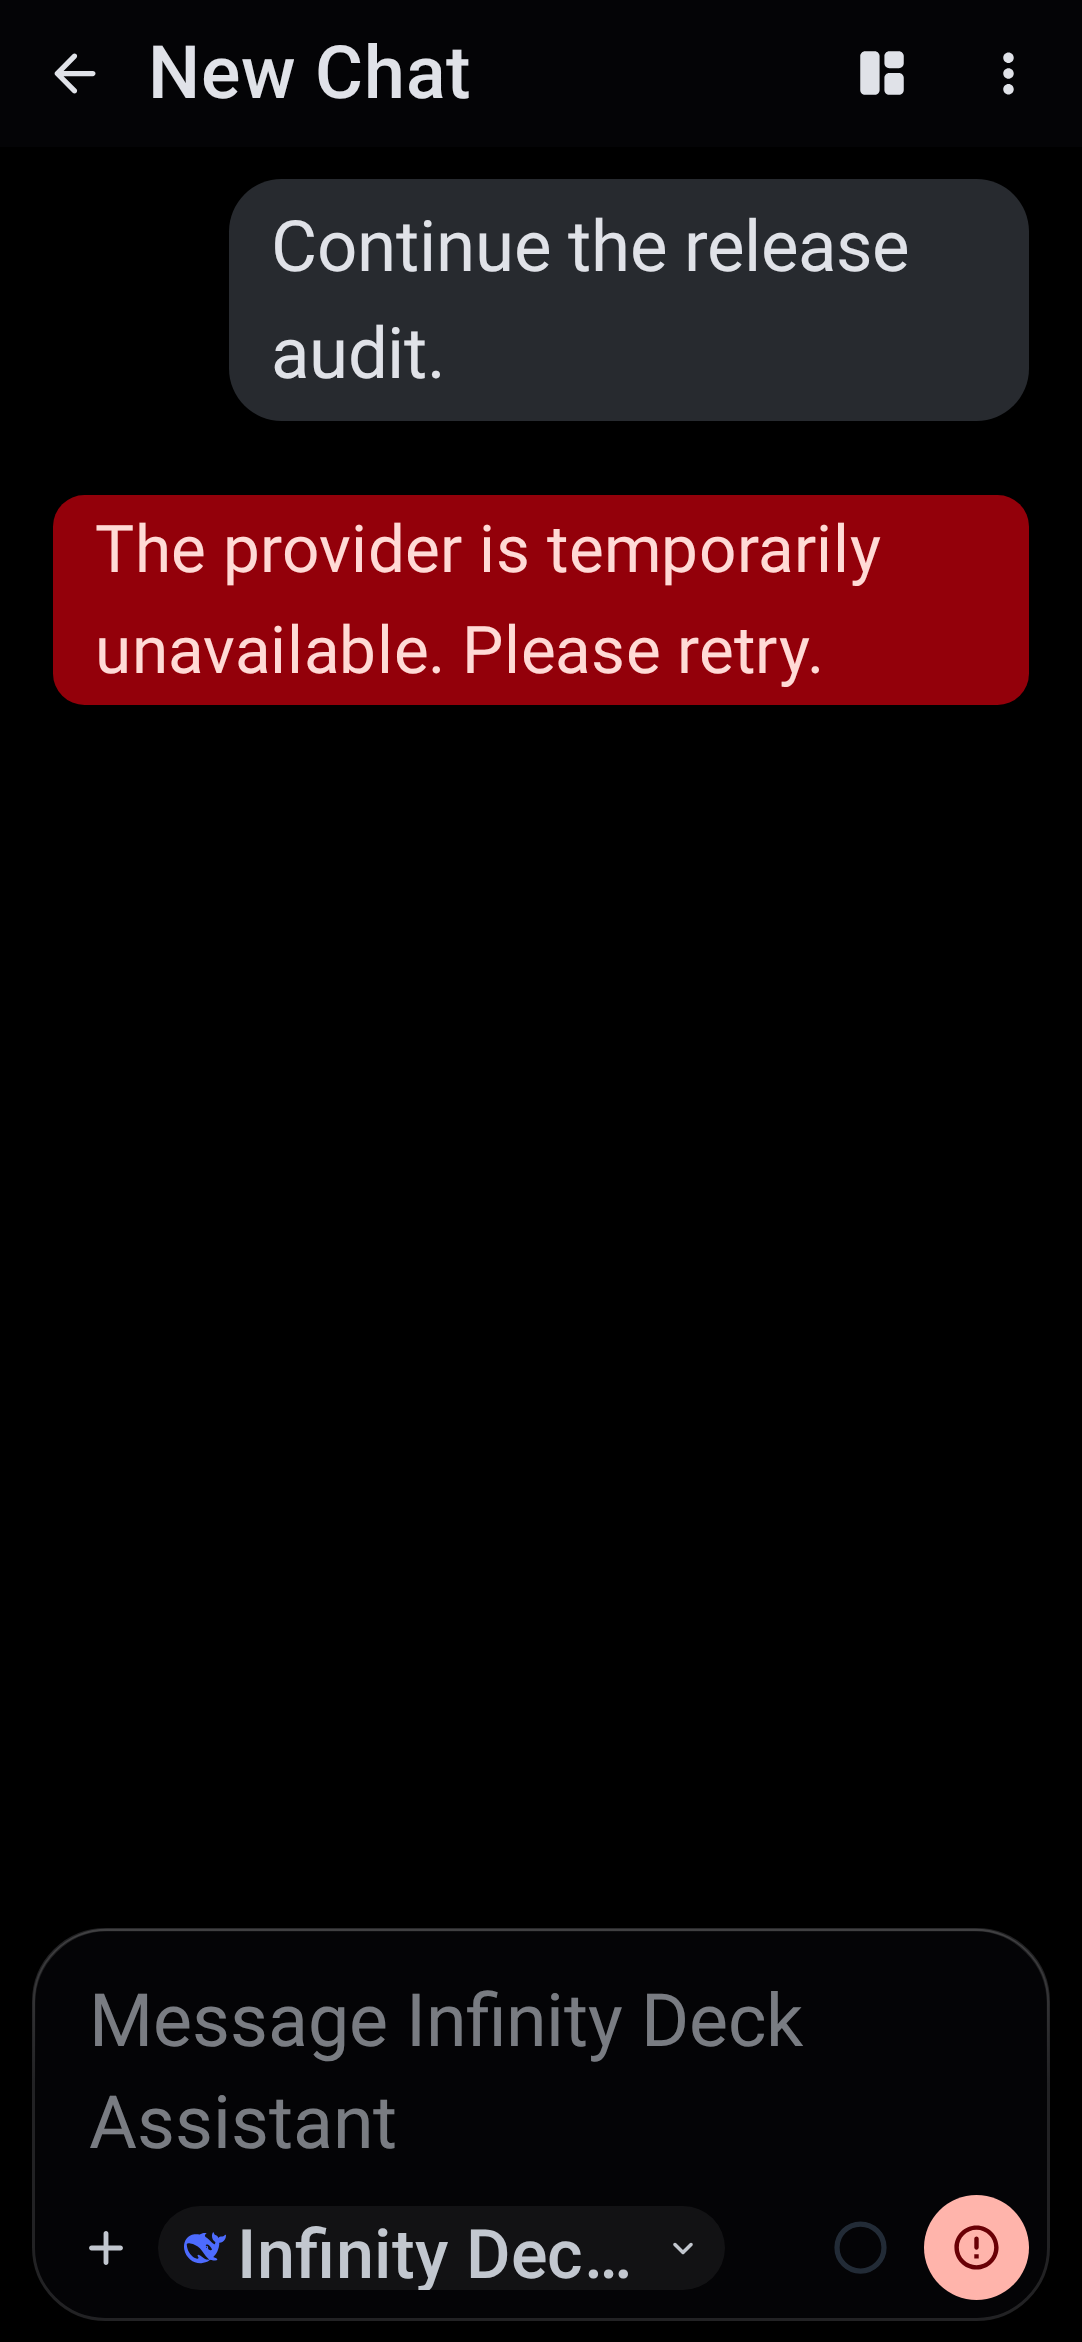 New Chat
Continue the release
audit.
The provider is temporarily
unavailable. Please retry.
Message Infinity Deck
Assistant
Infinity Dec...